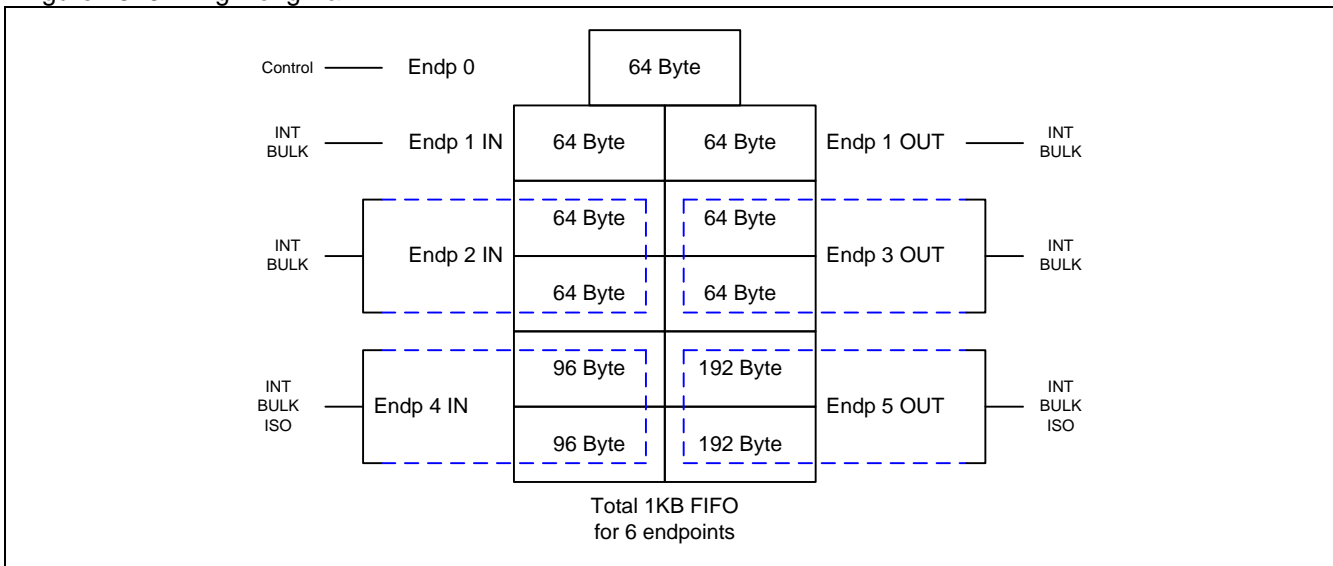 Control Endp 0 64 Byte
INT BULK Endp 1 IN 64 Byte 64 Byte Endp 1 OUT INT BULK
64 Byte 64 Byte
INT BULK Endp 2 IN Endp 3 OUT INT BULK
64 Byte 64 Byte
96 Byte 192 Byte
INT BULK ISO Endp 4 IN Endp 5 OUT INT BULK ISO
96 Byte 192 Byte
Total 1KB FIFO
for 6 endpoints